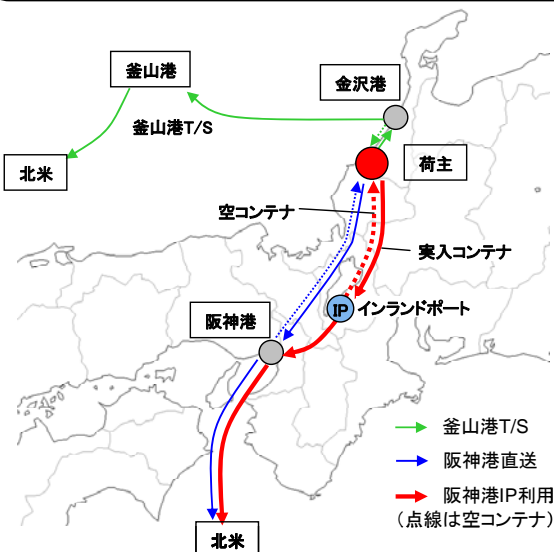 釜山港
金沢港
釜山港T/S
北米
荷主
空コンテナ
実入コンテナ
IP
インランドポート
阪神港
釜山港T/S
阪神港直送
阪神港IP利用
(点線は空コンテナ)
北米